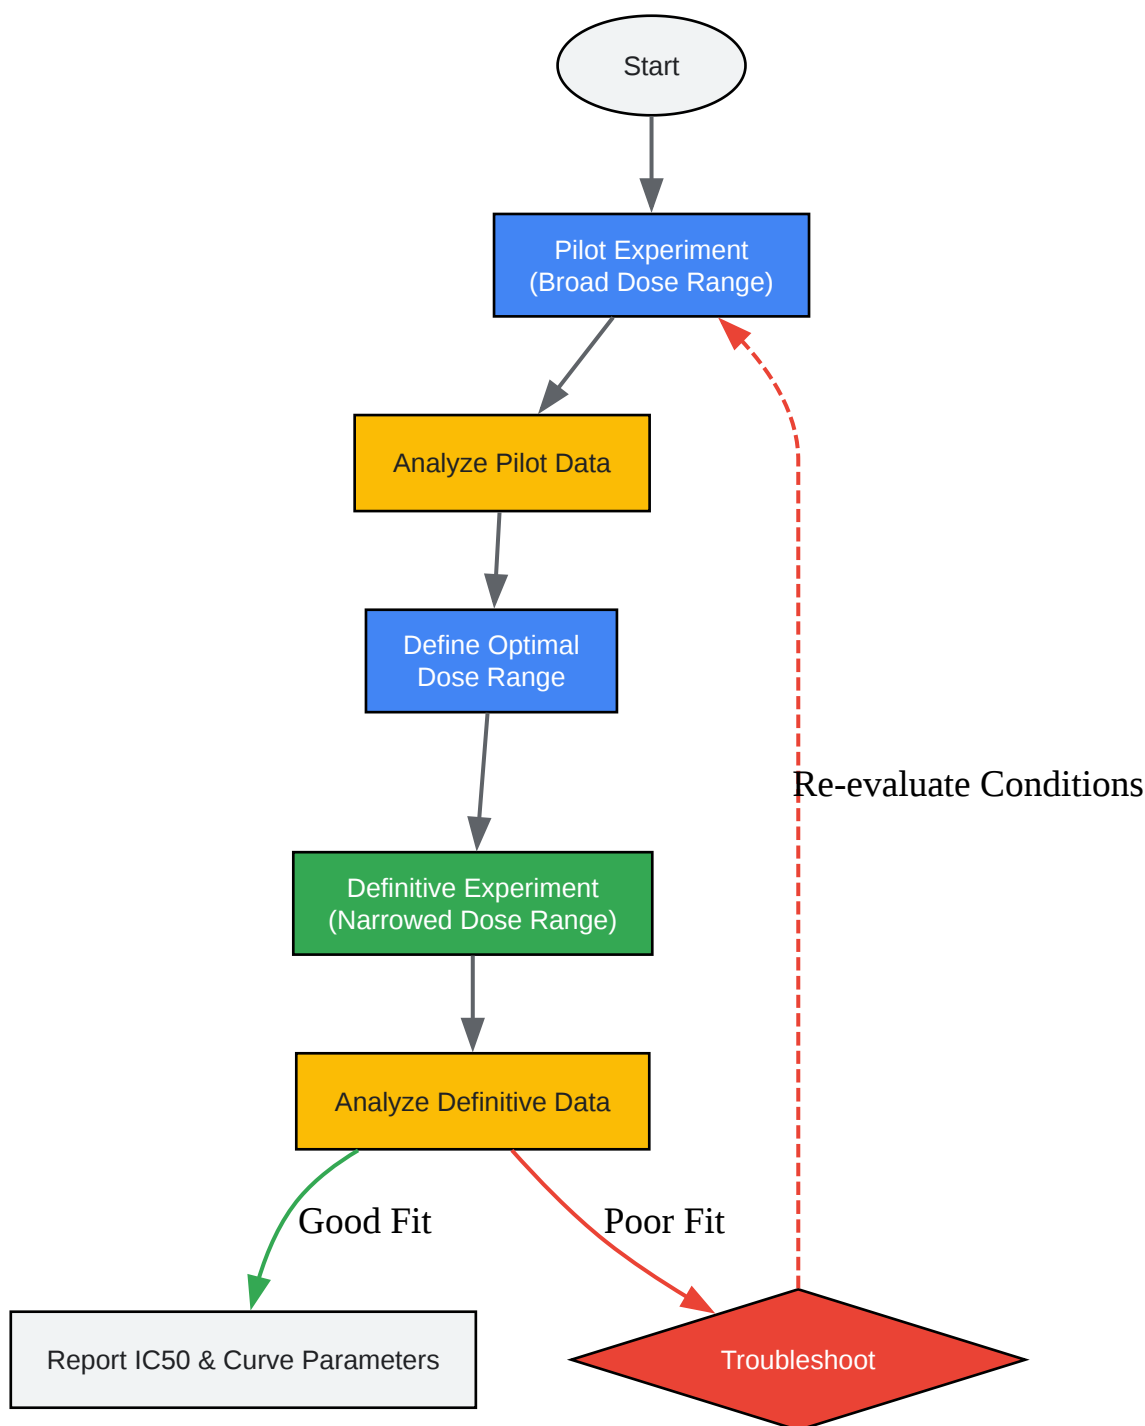 Start
Pilot Experiment
(Broad Dose Range)
Analyze Pilot Data
Define Optimal
Dose Range
Re-evaluate Conditions
Definitive Experiment
(Narrowed Dose Range)
Analyze Definitive Data
Good Fit
Poor Fit
Report IC50 & Curve Parameters
Troubleshoot